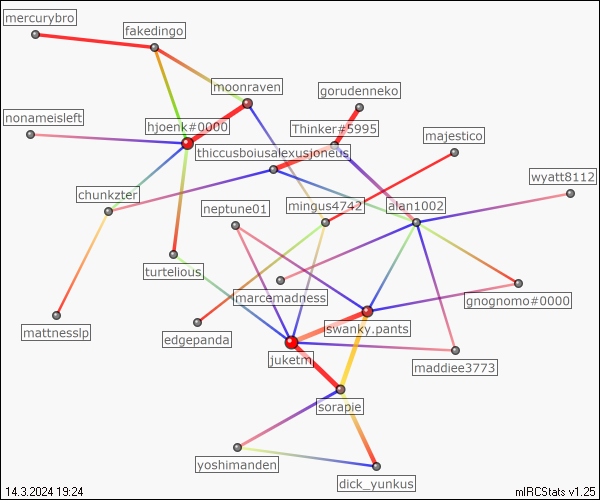 mercurybro
fakedingo
moonraven
gorudenneko
nonameisleft
hjoenk#0000
Thinker#5995
majestico
thiccusboiusalexusjoneus
wyatt8112
chunkzter
neptune01
mingus4742
alan1002
turtelious
marcemadness
gnognomo#0000
mattnesslp
edgepanda
swanky.pants
juketm
maddiee3773
sorapie
yoshimanden
dick_yunkus
14.3.2024 19:24
mIRCStats v1.25